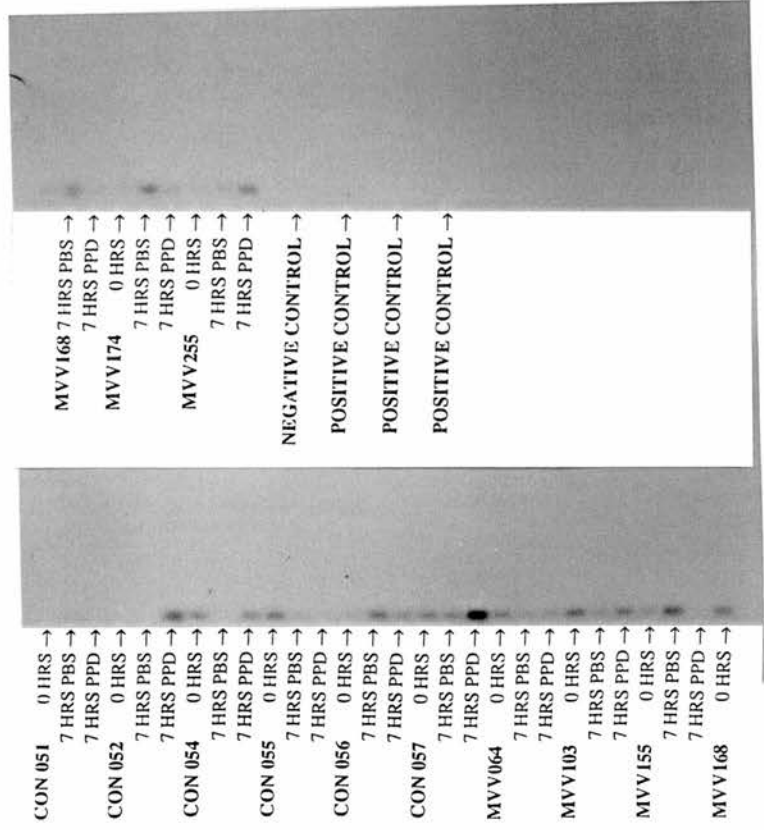 CON 051 0 HRS →
7 HRS PBS →
7 HRS PPD →
CON 052 0 HRS →
7 HRS PBS →
7 HRS PPD →
CON 054 0 HRS →
7 HRS PBS →
7 HRS PPD →
CON 055 0 HRS →
7 HRS PBS →
7 HRS PPD →
CON 056 0 HRS →
7 HRS PBS →
7 HRS PPD →
CON 057 0 HRS →
7 HRS PBS →
7 HRS PPD →
MVV064 0 HRS →
7 HRS PBS →
7 HRS PPD →
MVV103 0 HRS →
7 HRS PBS →
7 HRS PPD →
MVV155 0 HRS →
7 HRS PBS →
7 HRS PPD →
MVV168 0 HRS →
MVV168 7 HRS PBS →
7 HRS PPD →
MVV174 0 HRS →
7 HRS PBS →
7 HRS PPD →
MVV255 0 HRS →
7 HRS PBS →
7 HRS PPD →
NEGATIVE CONTROL →
POSITIVE CONTROL →
POSITIVE CONTROL →
POSITIVE CONTROL →